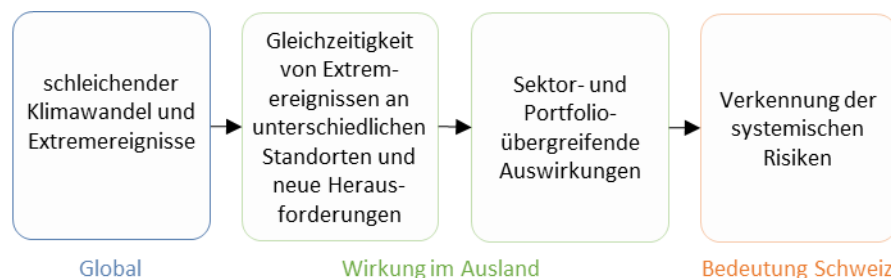 schleichender
Klimawandel und
Extremereignisse
Gleichzeitigkeit
von Extrem-
ereignissen an
unterschiedlichen
Standorten und
neue Heraus-
forderungen
Sektor- und
Portfolio-
übergreifende
Auswirkungen
Verkennung der
systemischen
Risiken
Global
Wirkung im Ausland
Bedeutung Schweiz